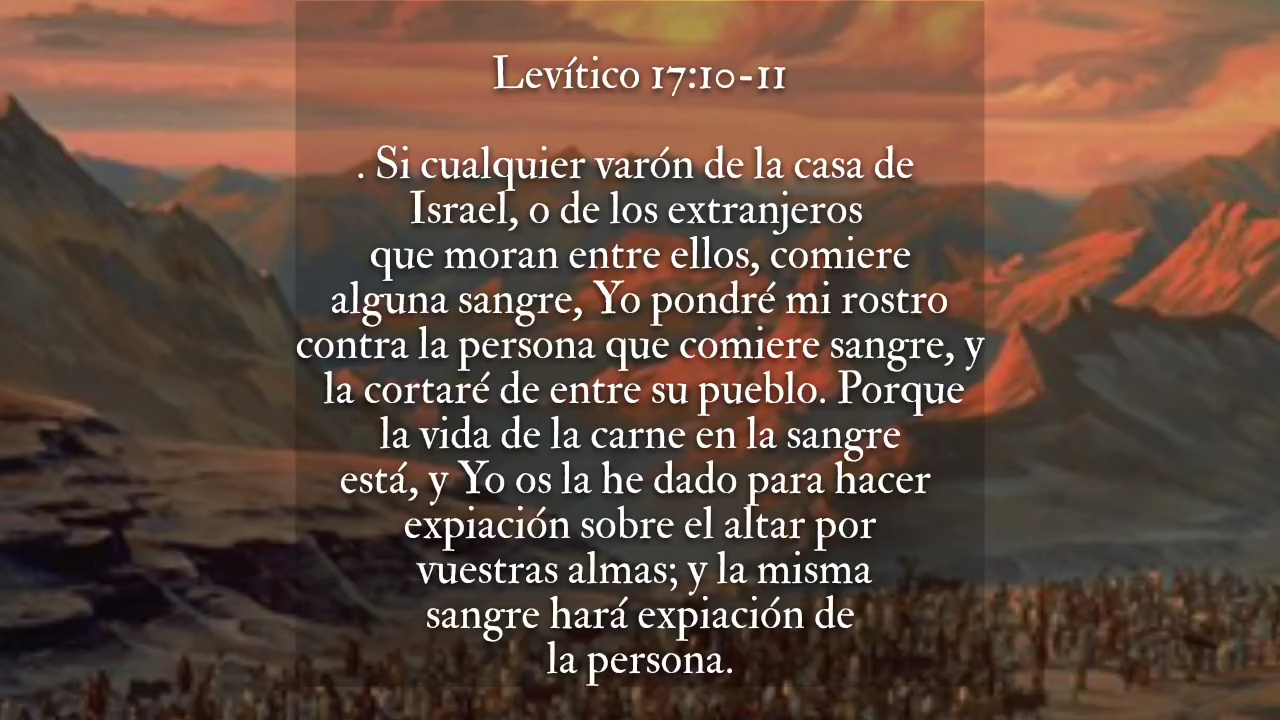 Levítico 17:10-11
. Si cualquier varón de la casa de
Israel, o de los extranjeros
que moran entre ellos, comiere
alguna sangre, Yo pondré mi rostro
contra la persona que comiere sangre, y
la cortaré de entre su pueblo. Porque
la vida de la carne en la sangre
está, y Yo os la he dado para hacer
expiación sobre el altar por
vuestras almas; y la misma
sangre hará expiación de
la persona.